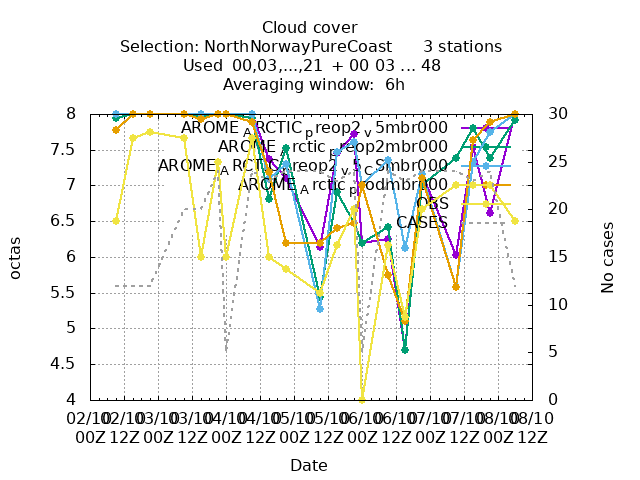 Cloud cover
Selection: NorthNorwayPureCoast 3 stations
Used 00,03,...,21 + 00 03 ... 48
Averaging window: 6h
8 30
AROME_ARCTIC_preop2_v_5mbr000
7.5 AROME_Arctic_preop2mbr000
7 25
AROME_ARCTIC_preop2_v1_CSmbr000
6.5 AROME_Arctic_prodmbr000
6 20
OBS
5.5 CASES
5 15
4.5 10
4 5
0
octas
No cases
02/10 02/10 03/10 03/10 04/10 04/10 05/10 05/10 06/10 06/10 07/10 07/10 08/10 08/10
00Z 12Z 00Z 12Z 00Z 12Z 00Z 12Z 00Z 12Z 00Z 12Z 00Z 12Z
Date